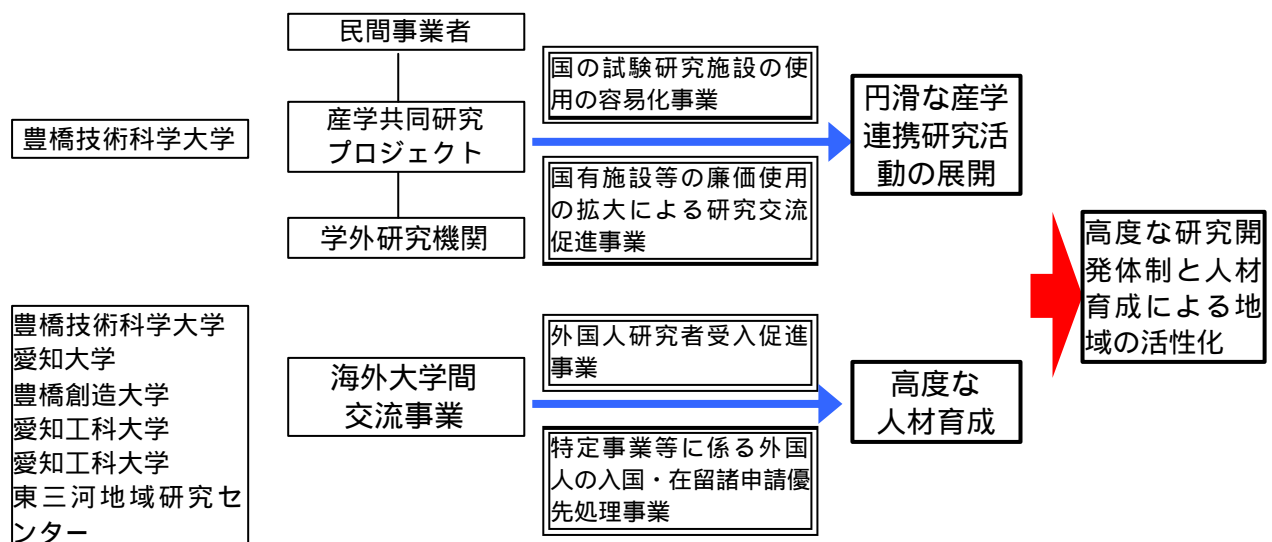 豊橋技術科学大学
民間事業者
産学共同研究
プロジェクト
学外研究機関
国の試験研究施設の使
用の容易化事業
国有施設等の廉価使用
の拡大による研究交流
促進事業
円滑な産学
連携研究活
動の展開
豊橋技術科学大学
愛知大学
豊橋創造大学
愛知工科大学
愛知工科大学
東三河地域研究セ
ンター
海外大学間
交流事業
外国人研究者受入促進
事業
特定事業等に係る外国
人の入国・在留諸申請優
先処理事業
高度な
人材育成
高度な研究開
発体制と人材
育成による地
域の活性化